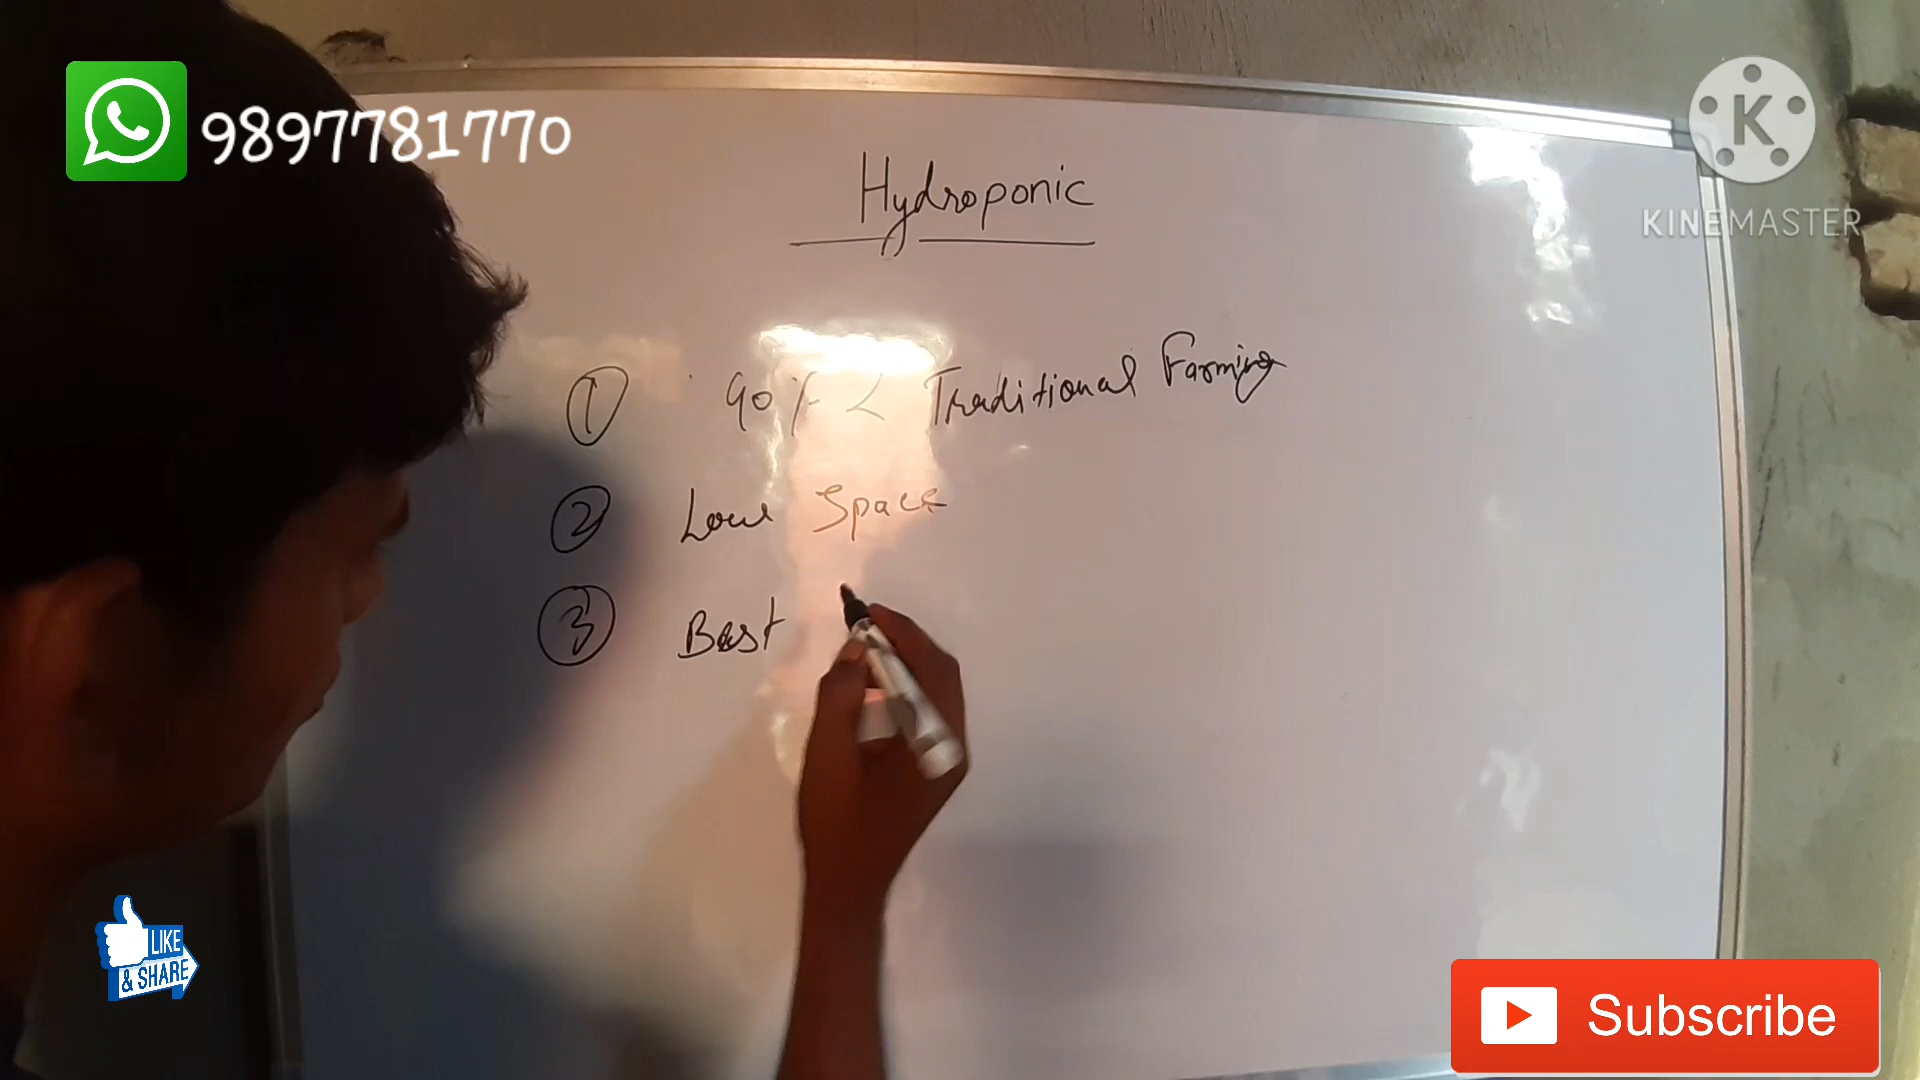 9897781770
K
KINEMASTER
Hydroponic
① 90% < Traditional Farming
② Low Space
③ Best
LIKE
& SHARE
Subscribe